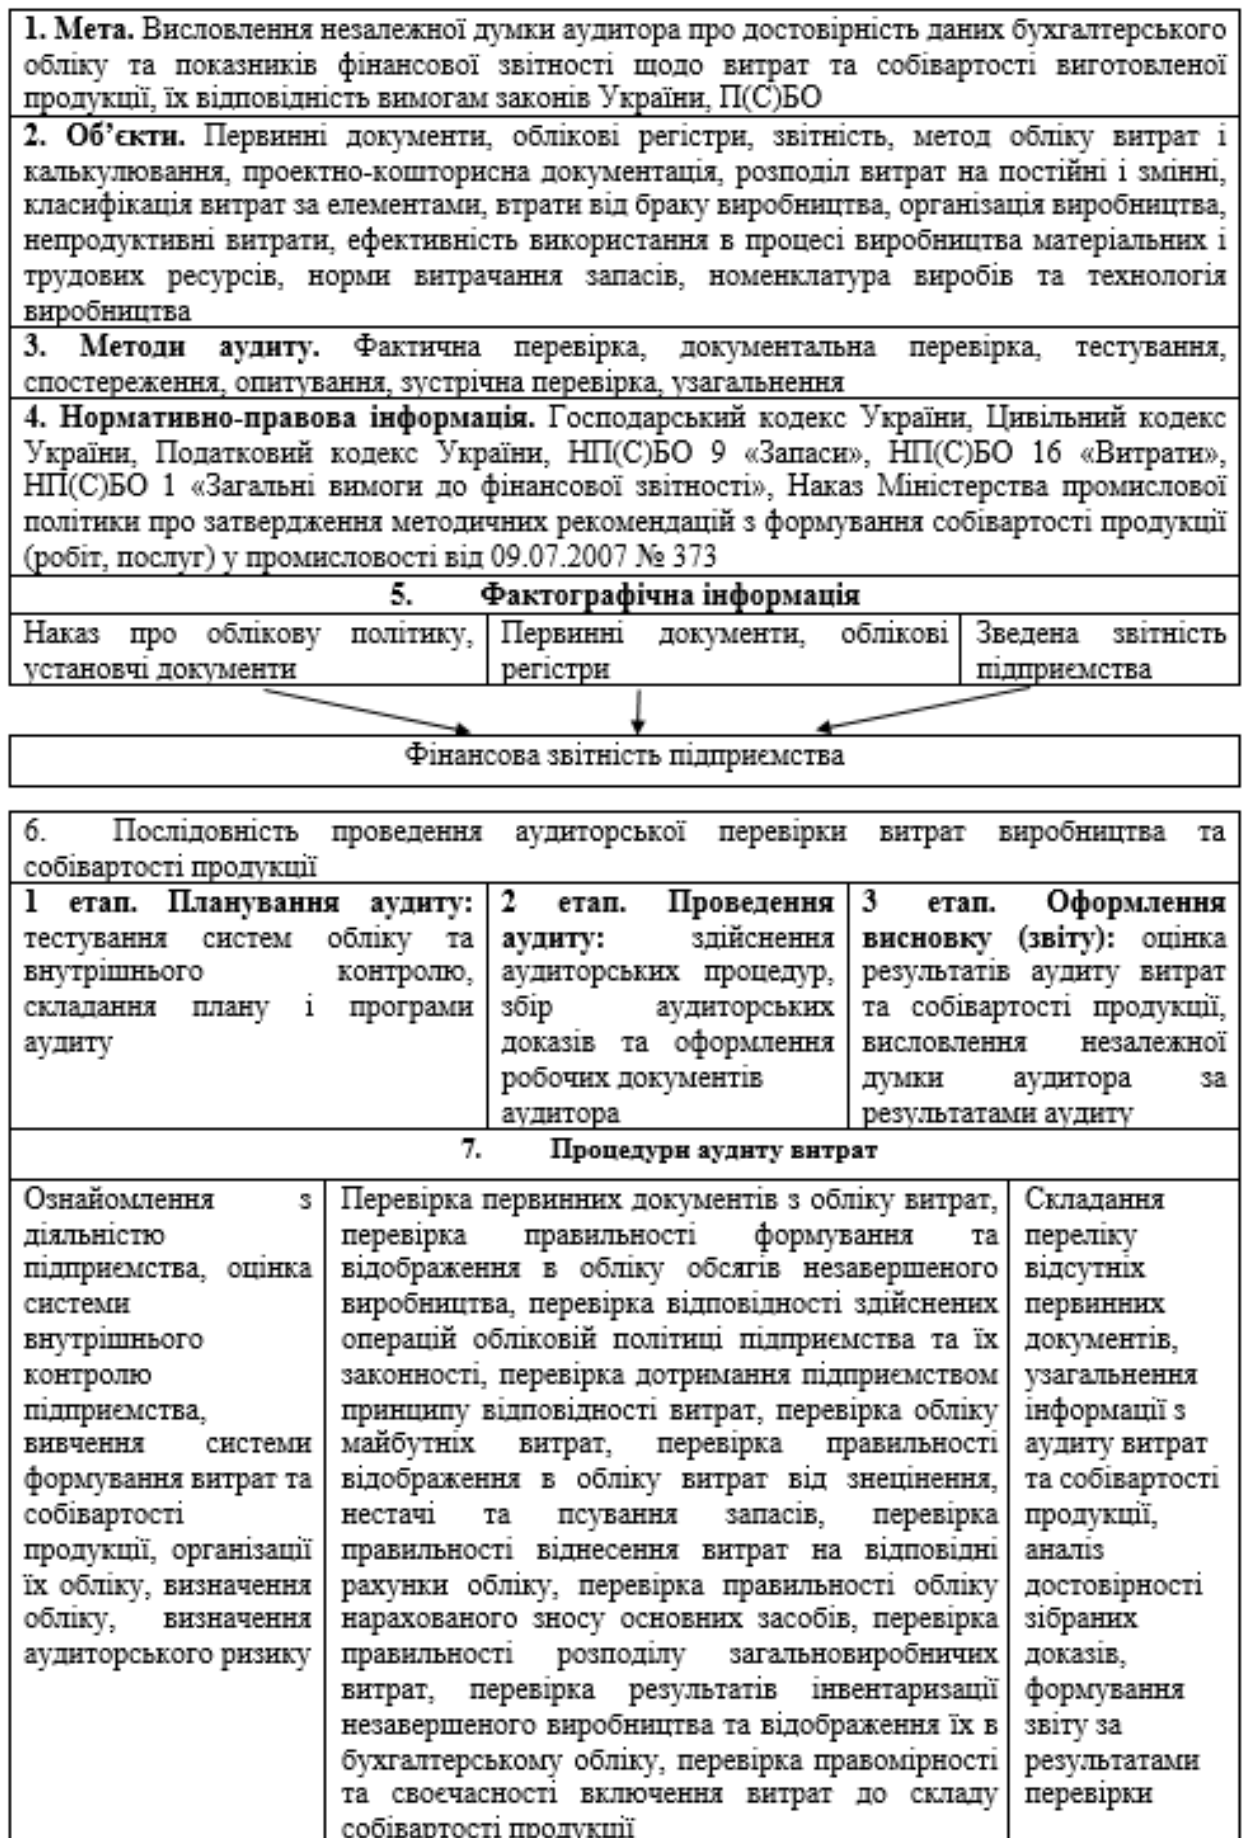 1. Мета. Висловлення незалежної думки аудитора про достовірність даних бухгалтерського
обліку та показників фінансової звітності щодо витрат та собівартості виготовленої
продукції, їх відповідність вимогам законів України, П(С)БО
2. Об’єкти. Первинні документи, облікові регістри, звітність, метод обліку витрат і
калькулювання, проектно-кошторисна документація, розподіл витрат на постійні і змінні,
класифікація витрат за елементами, втрати від браку виробництва, організація виробництва,
непродуктивні витрати, ефективність використання в процесі виробництва матеріальних і
трудових ресурсів, норми витрачання запасів, номенклатура виробів та технологія
виробництва
3. Методи аудиту. Фактична перевірка, документальна перевірка, тестування,
спостереження, опитування, зустрічна перевірка, узагальнення
4. Нормативно-правова інформація. Господарський кодекс України, Цивільний кодекс
України, Податковий кодекс України, НП(С)БО 9 «Запаси», НП(С)БО 16 «Витрати»,
НП(С)БО 1 «Загальні вимоги до фінансової звітності», Наказ Міністерства промислової
політики про затвердження методичних рекомендацій з формування собівартості продукції
(робіт, послуг) у промисловості від 09.07.2007 № 373
5. Фактографічна інформація
Наказ про облікову політику,
установчі документи
Первинні документи, облікові
регістри
Зведена звітність
підприємства
Фінансова звітність підприємства
6. Послідовність проведення аудиторської перевірки витрат виробництва та
собівартості продукції
1 етап. Планування аудиту:
тестування систем обліку та
внутрішнього контролю,
складання плану і програми
аудиту
2 етап. Проведення
аудиту: здійснення
аудиторських процедур,
збір аудиторських
доказів та оформлення
робочих документів
аудитора
3 етап. Оформлення
висновку (звіту): оцінка
результатів аудиту витрат
та собівартості продукції,
висловлення незалежної
думки аудитора за
результатами аудиту
7. Процедури аудиту витрат
Ознайомлення з
діяльністю
підприємства, оцінка
системи
внутрішнього
контролю
підприємства,
вивчення системи
формування витрат та
собівартості
продукції, організації
їх обліку, визначення
обліку, визначення
аудиторського ризику
Перевірка первинних документів з обліку витрат,
перевірка правильності формування та
відображення в обліку обсягів незавершеного
виробництва, перевірка відповідності здійснених
операцій обліковій політиці підприємства та їх
законності, перевірка дотримання підприємством
принципу відповідності витрат, перевірка обліку
майбутніх витрат, перевірка правильності
відображення в обліку витрат від знецінення,
нестачі та псування запасів, перевірка
правильності віднесення витрат на відповідні
рахунки обліку, перевірка правильності обліку
нарахованого зносу основних засобів, перевірка
правильності розподілу загальновиробничих
витрат, перевірка результатів інвентаризації
незавершеного виробництва та відображення їх в
бухгалтерському обліку, перевірка правомірності
та своєчасності включення витрат до складу
собівартості продукції
Складання
переліку
відсутніх
первинних
документів,
узагальнення
інформації з
аудиту витрат
та собівартості
продукції,
аналіз
достовірності
зібраних
доказів,
формування
звіту за
результатами
перевірки